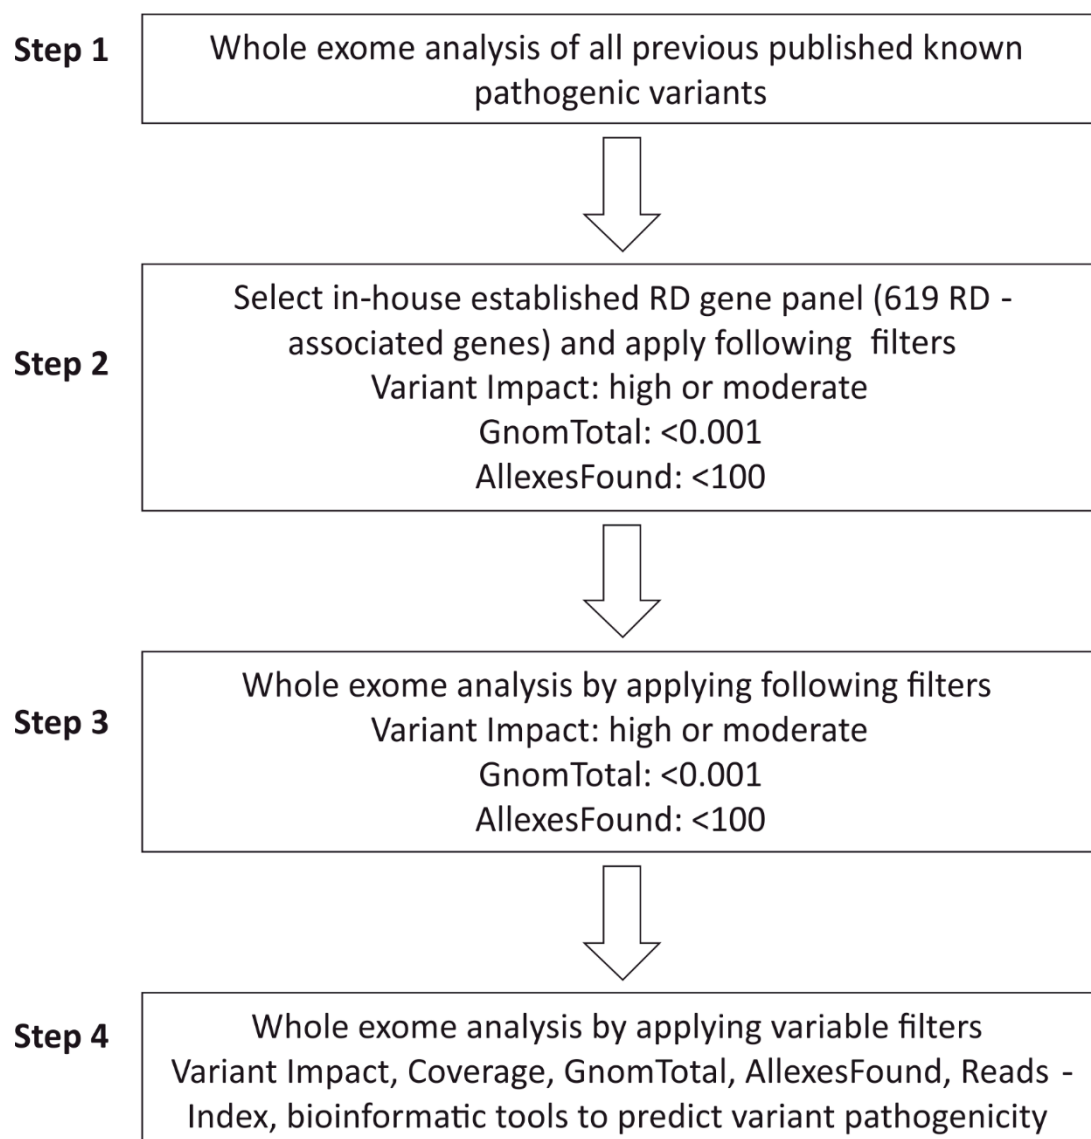 Step 1
Whole exome analysis of all previous published known
pathogenic variants
Step 2
Select in-house established RD gene panel (619 RD -
associated genes) and apply following filters
Variant Impact: high or moderate
GnomTotal: <0.001
AllexesFound: <100
Step 3
Whole exome analysis by applying following filters
Variant Impact: high or moderate
GnomTotal: <0.001
AllexesFound: <100
Step 4
Whole exome analysis by applying variable filters
Variant Impact, Coverage, GnomTotal, AllexesFound, Reads -
Index, bioinformatic tools to predict variant pathogenicity